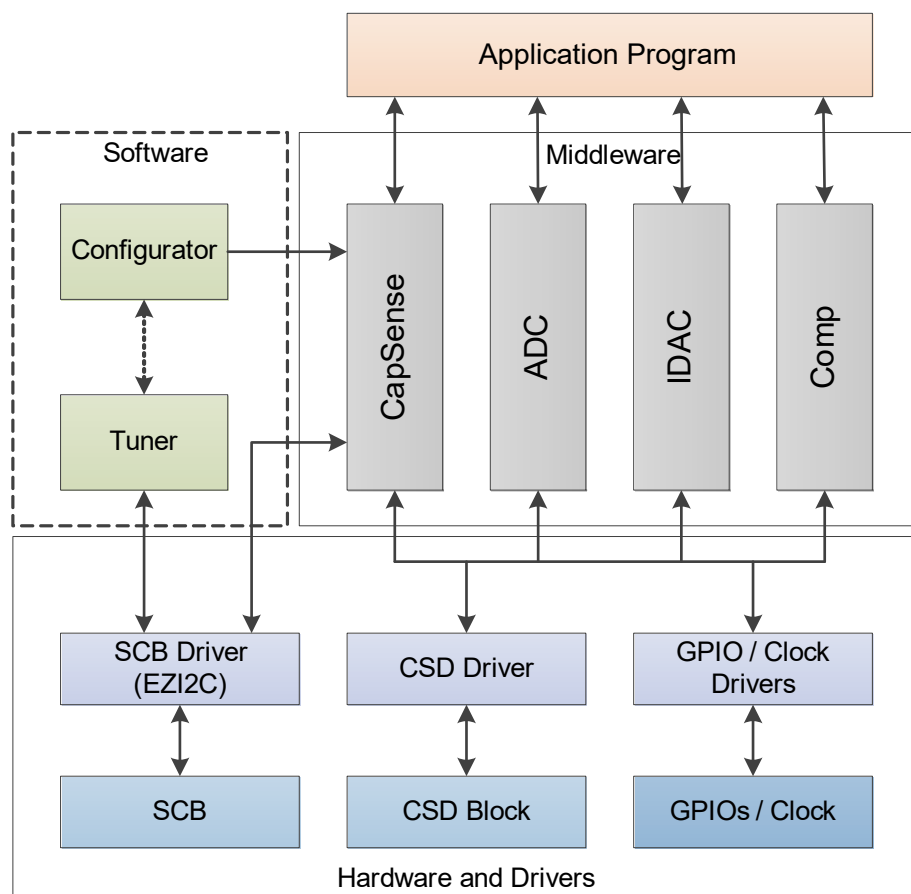 Application Program
Software
Middleware
Configurator
Tuner
CapSense
ADC
IDAC
Comp
SCB Driver
(EZI2C)
CSD Driver
GPIO / Clock
Drivers
SCB
CSD Block
GPIOs / Clock
Hardware and Drivers